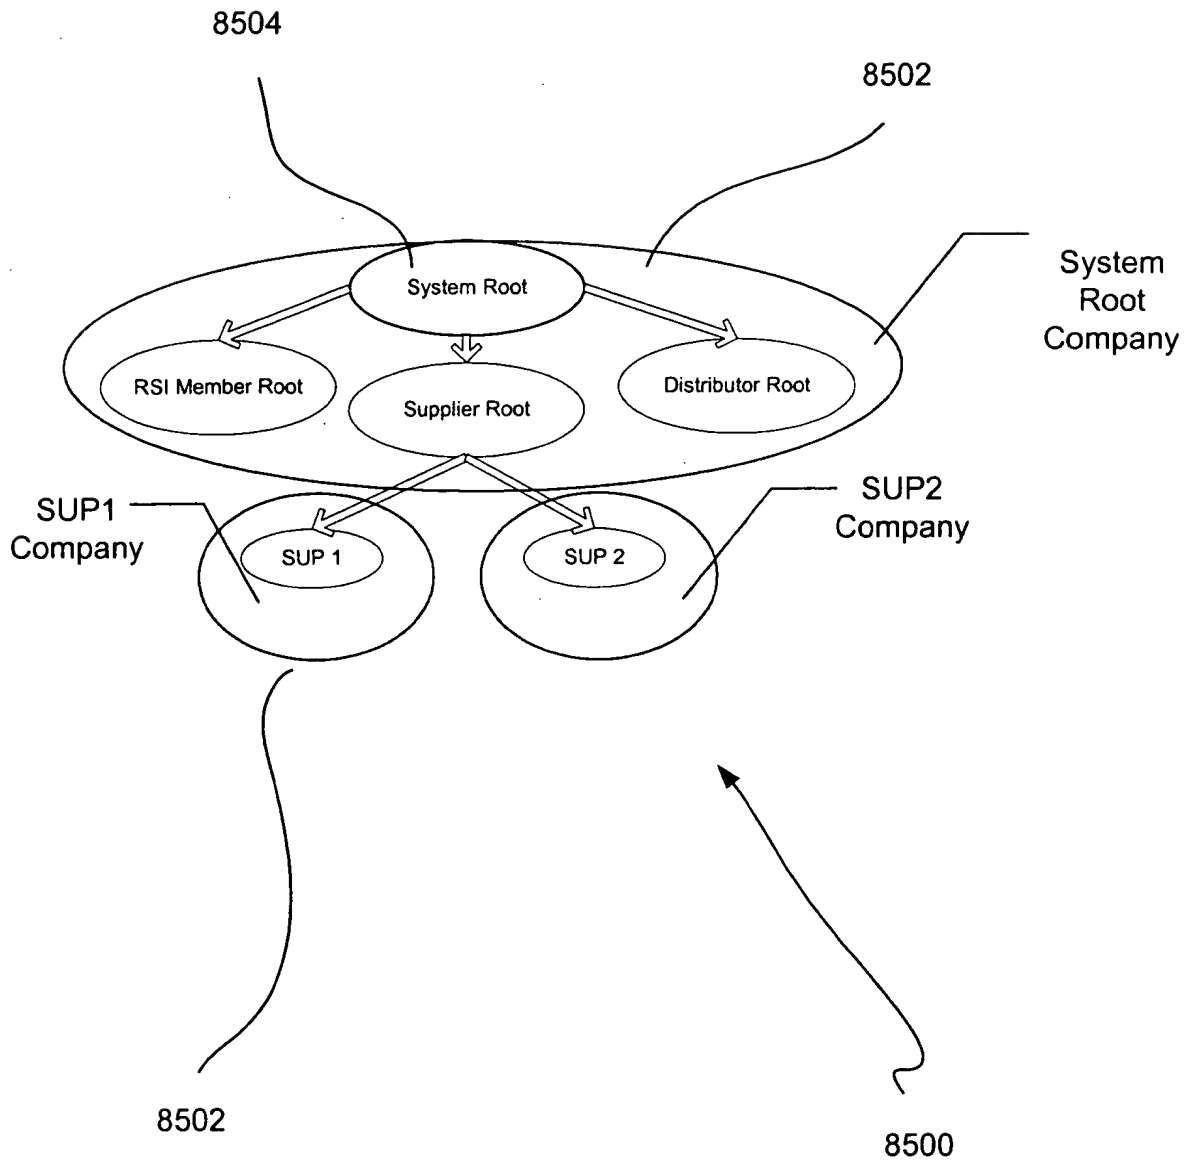 8504
8502
System Root
System
Root
Company
RSI Member Root
Supplier Root
Distributor Root
SUP1
Company
SUP2
Company
SUP 1
SUP 2
8502
8500